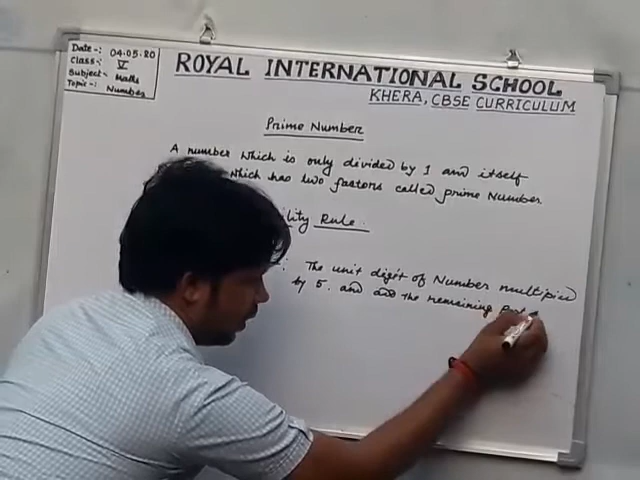 Date-: 04.05.20
Class-: V
Subject- Maths
Topic-: Number
ROYAL INTERNATIONAL SCHOOL
KHERA, CBSE CURRICULUM
Prime Number
A number which is only divided by 1 and itself
which has two factors called prime Number
ility Rule..
: The unit digit of Number multiplied
by 5. and add the remaining